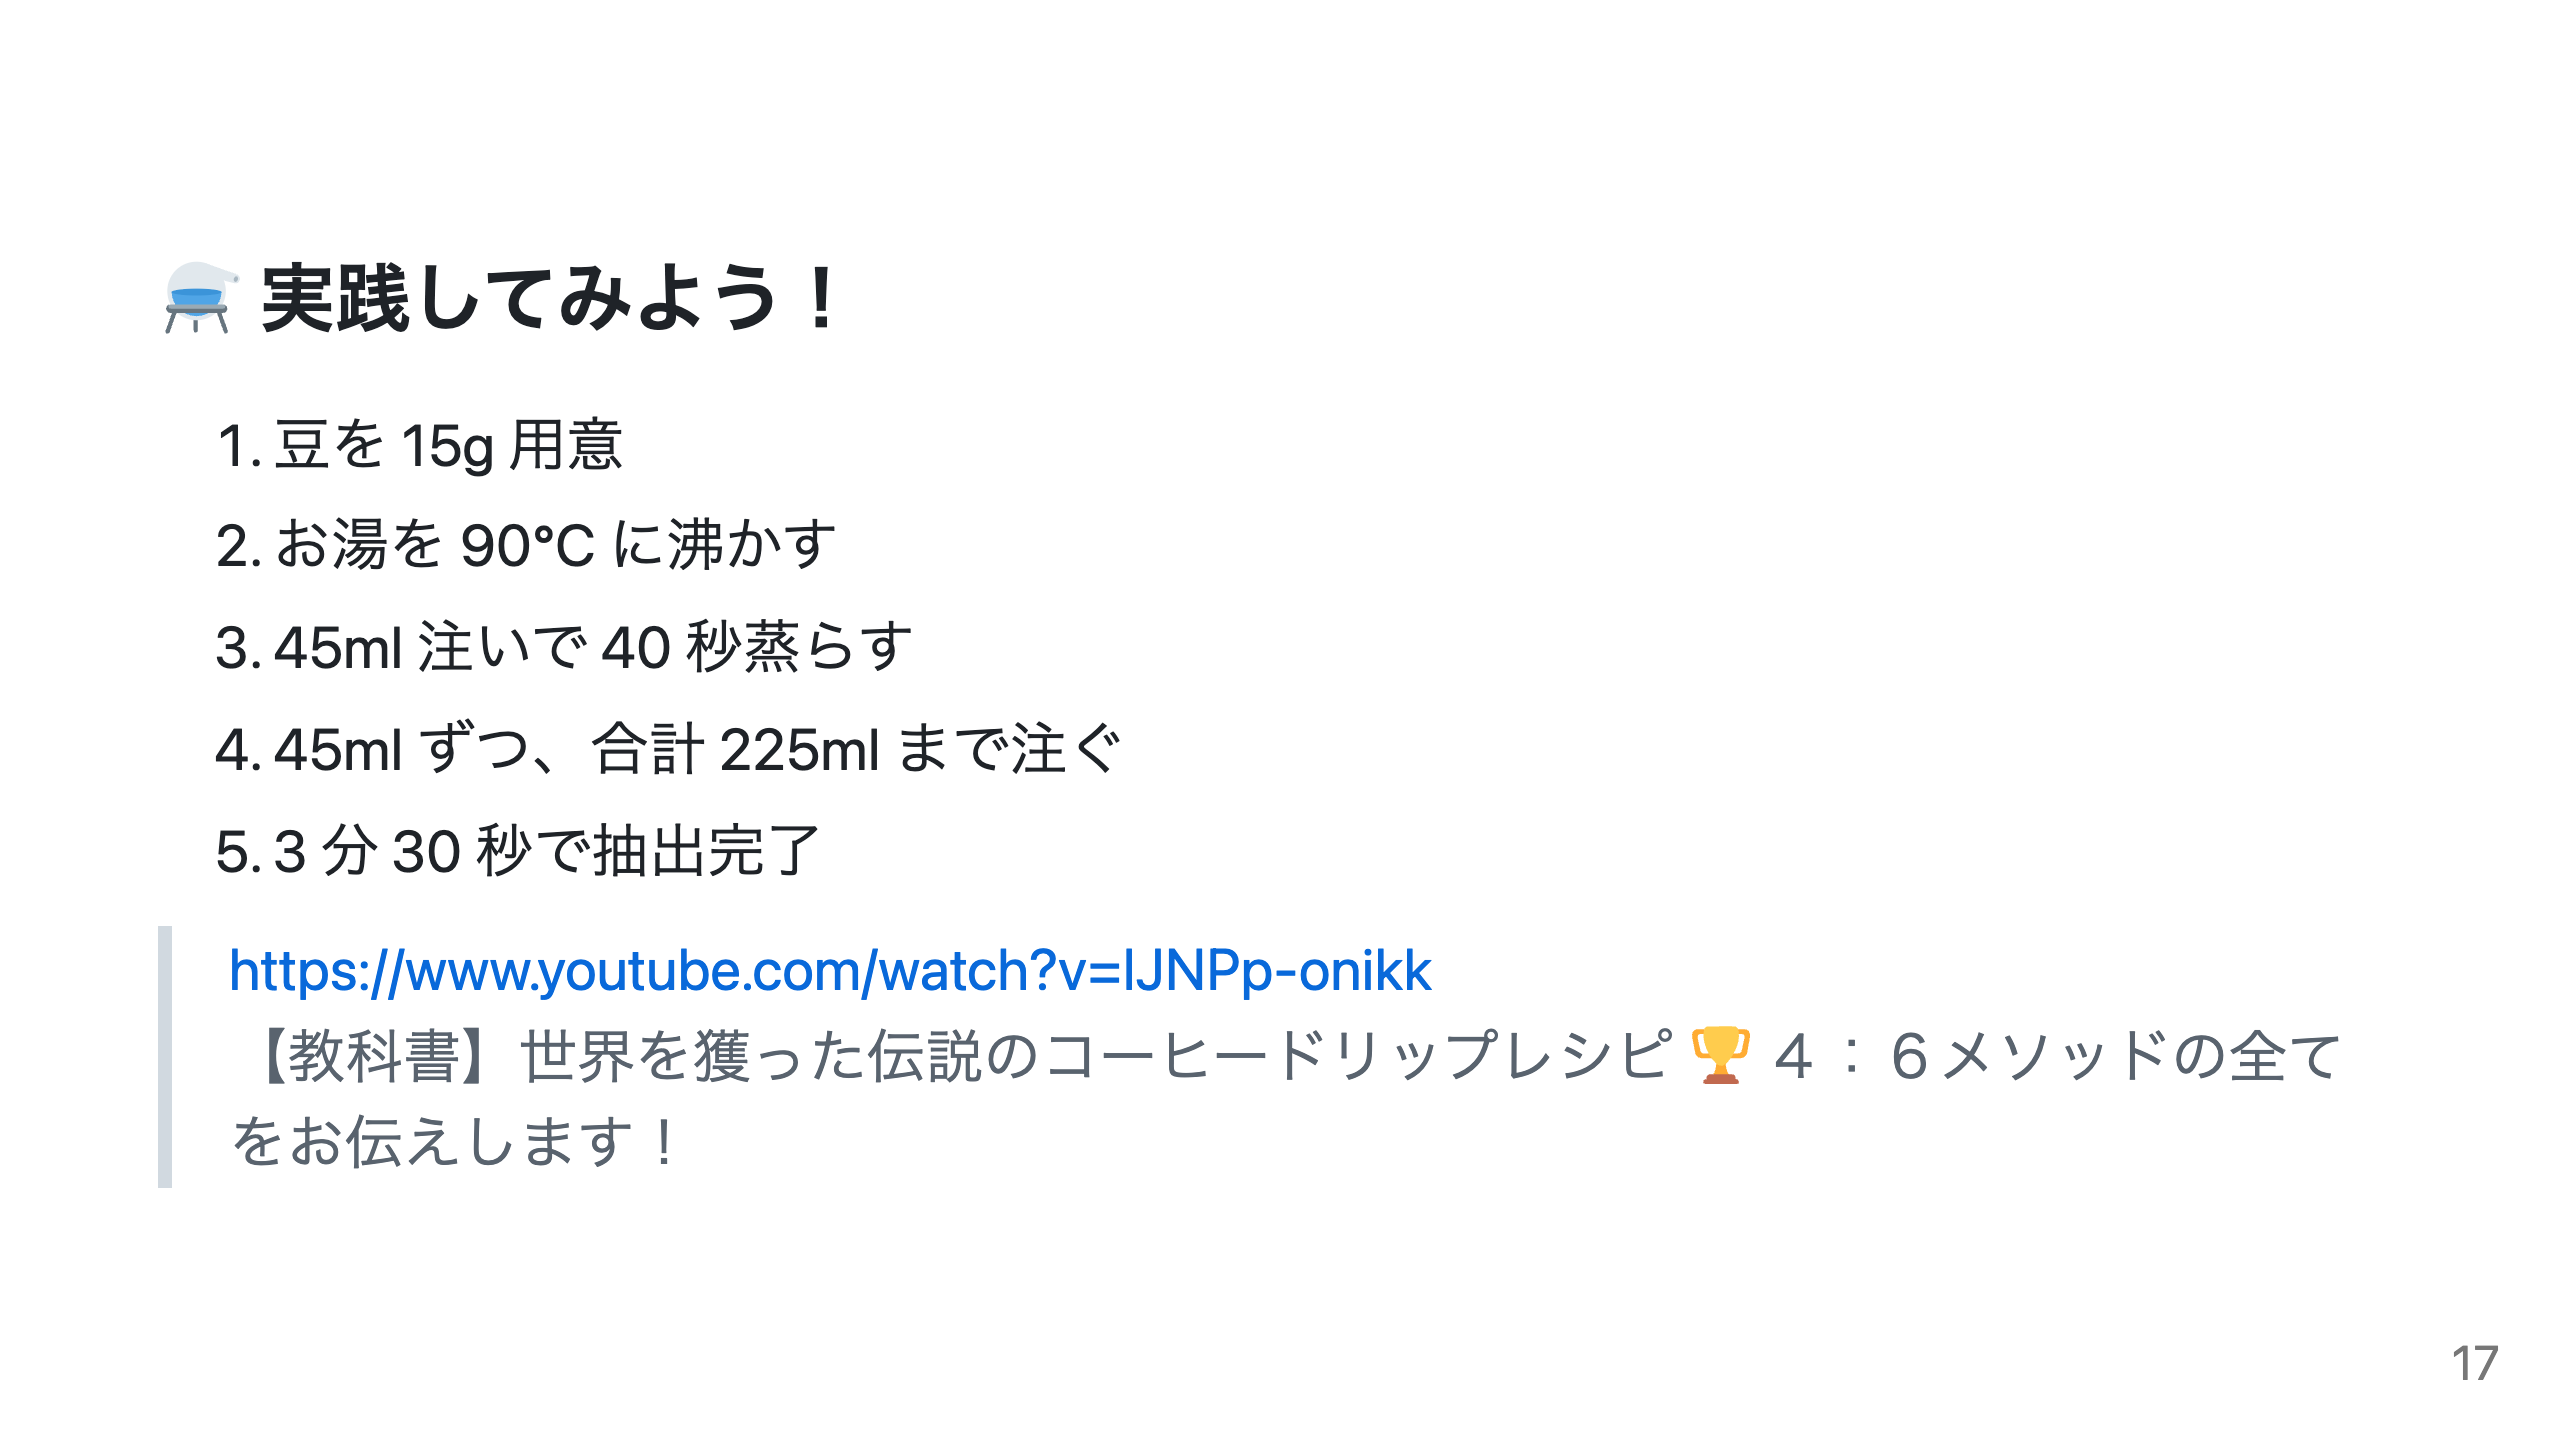 ⚗️ 実践してみよう！
1. 豆を 15g 用意
2. お湯を 90°C に沸かす
3. 45ml 注いで 40 秒蒸らす
4. 45ml ずつ、合計 225ml まで注ぐ
5. 3 分 30 秒で抽出完了
https://www.youtube.com/watch?v=lJNPp-onikk
【教科書】世界を獲った伝説のコーヒードリップレシピ 🏆 ４：６メソッドの全て
をお伝えします！
17